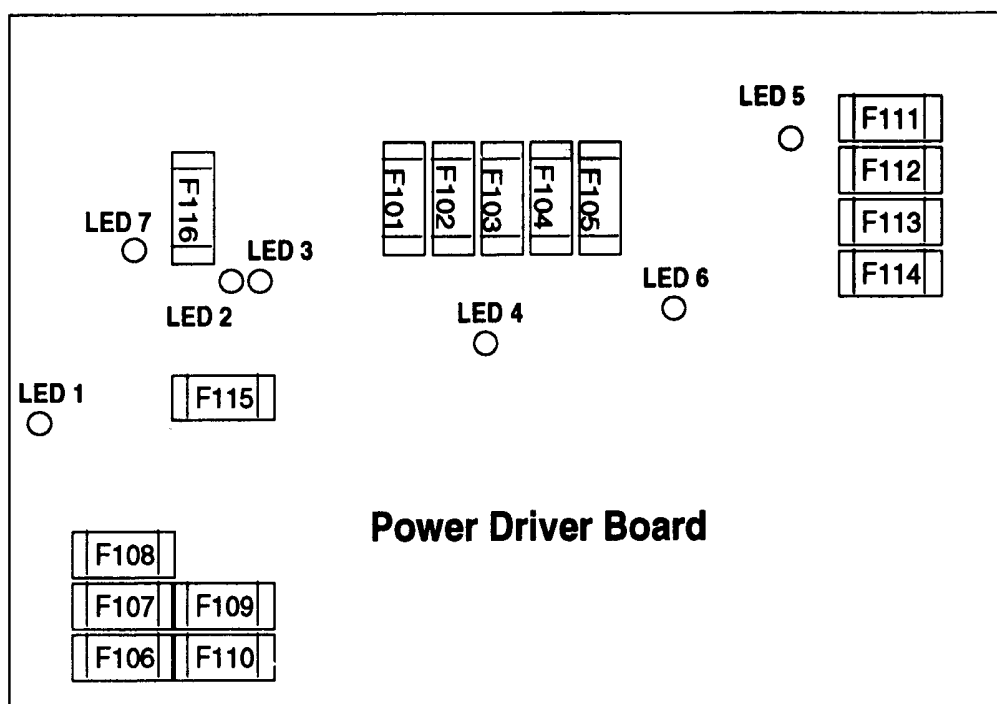 LED 5
F111
F112
F113
F114
F116
F101
F102
F103
F104
F105
LED 7
LED 3
LED 2
LED 6
LED 4
LED 1
F115
Power Driver Board
F108
F107
F109
F106
F110